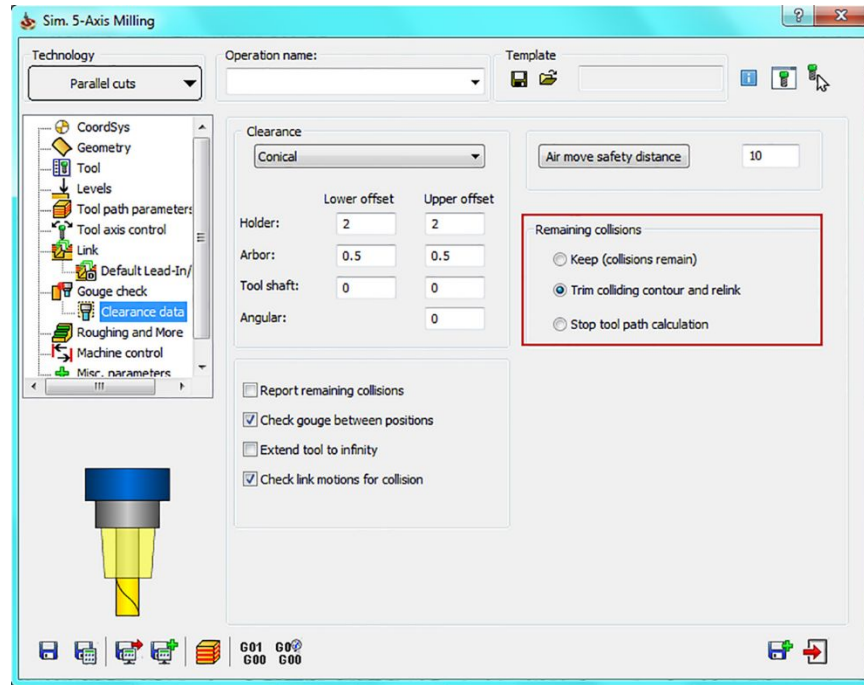 Sim. 5-Axis Milling
Technology
Parallel cuts
Operation name:
Template
CoordSys
Geometry
Tool
Levels
Tool path parameters
Tool axis control
Link
Default Lead-In/
Gouge check
Clearance data
Roughing and More
Machine control
Misc. parameters
Clearance
Conical
Lower offset Upper offset
Holder: 2 2
Arbor: 0.5 0.5
Tool shaft: 0 0
Angular: 0
Report remaining collisions
Check gouge between positions
Extend tool to infinity
Check link motions for collision
Air move safety distance 10
Remaining collisions
Keep (collisions remain)
Trim colliding contour and relink
Stop tool path calculation
G01 G0
G00 G00